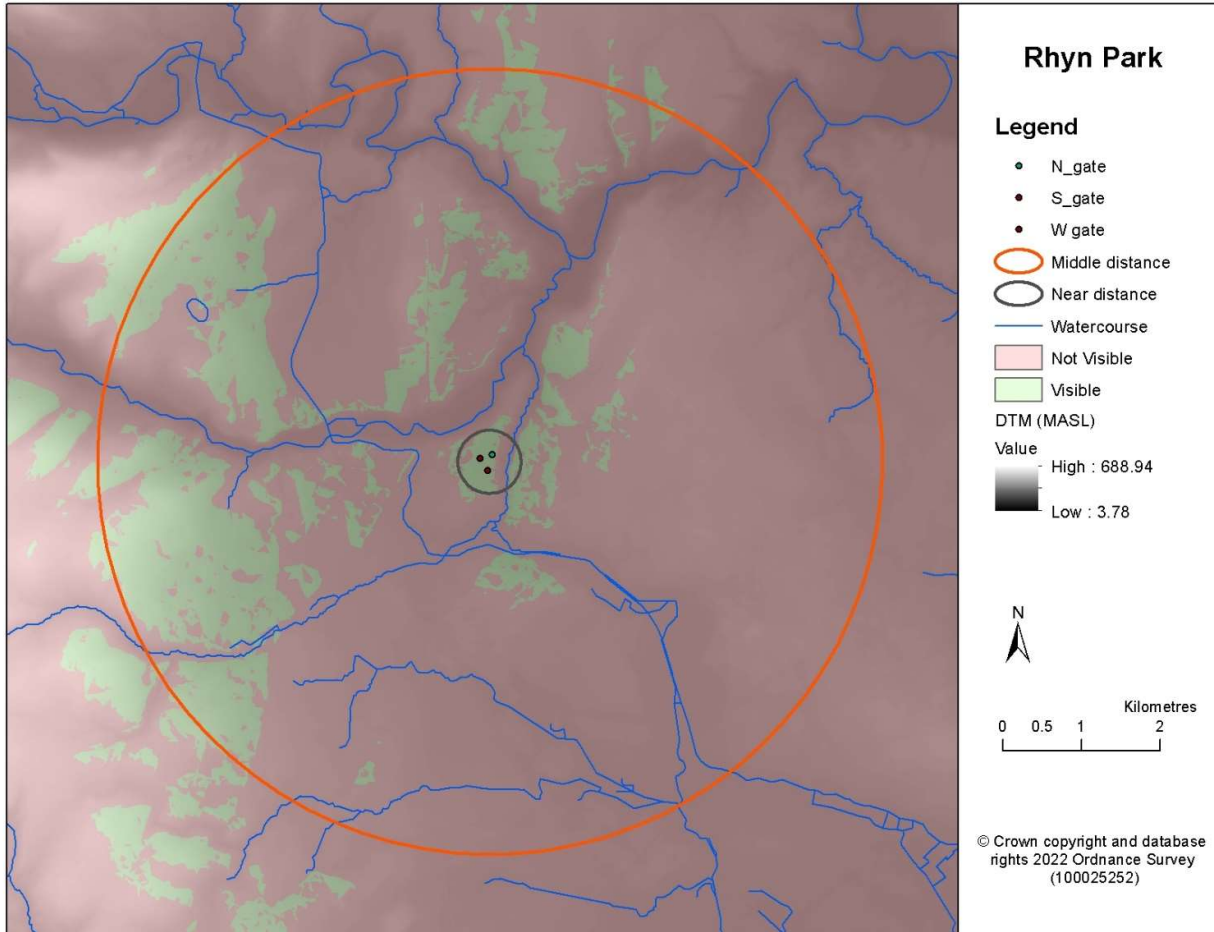 Rhyn Park
Legend
N_gate
S_gate
W gate
Middle distance
Near distance
Watercourse
Not Visible
Visible
DTM (MASL)
Value
High : 688.94
Low : 3.78
N
Kilometres
0 0.5 1 2
© Crown copyright and database
rights 2022 Ordnance Survey
(100025252)